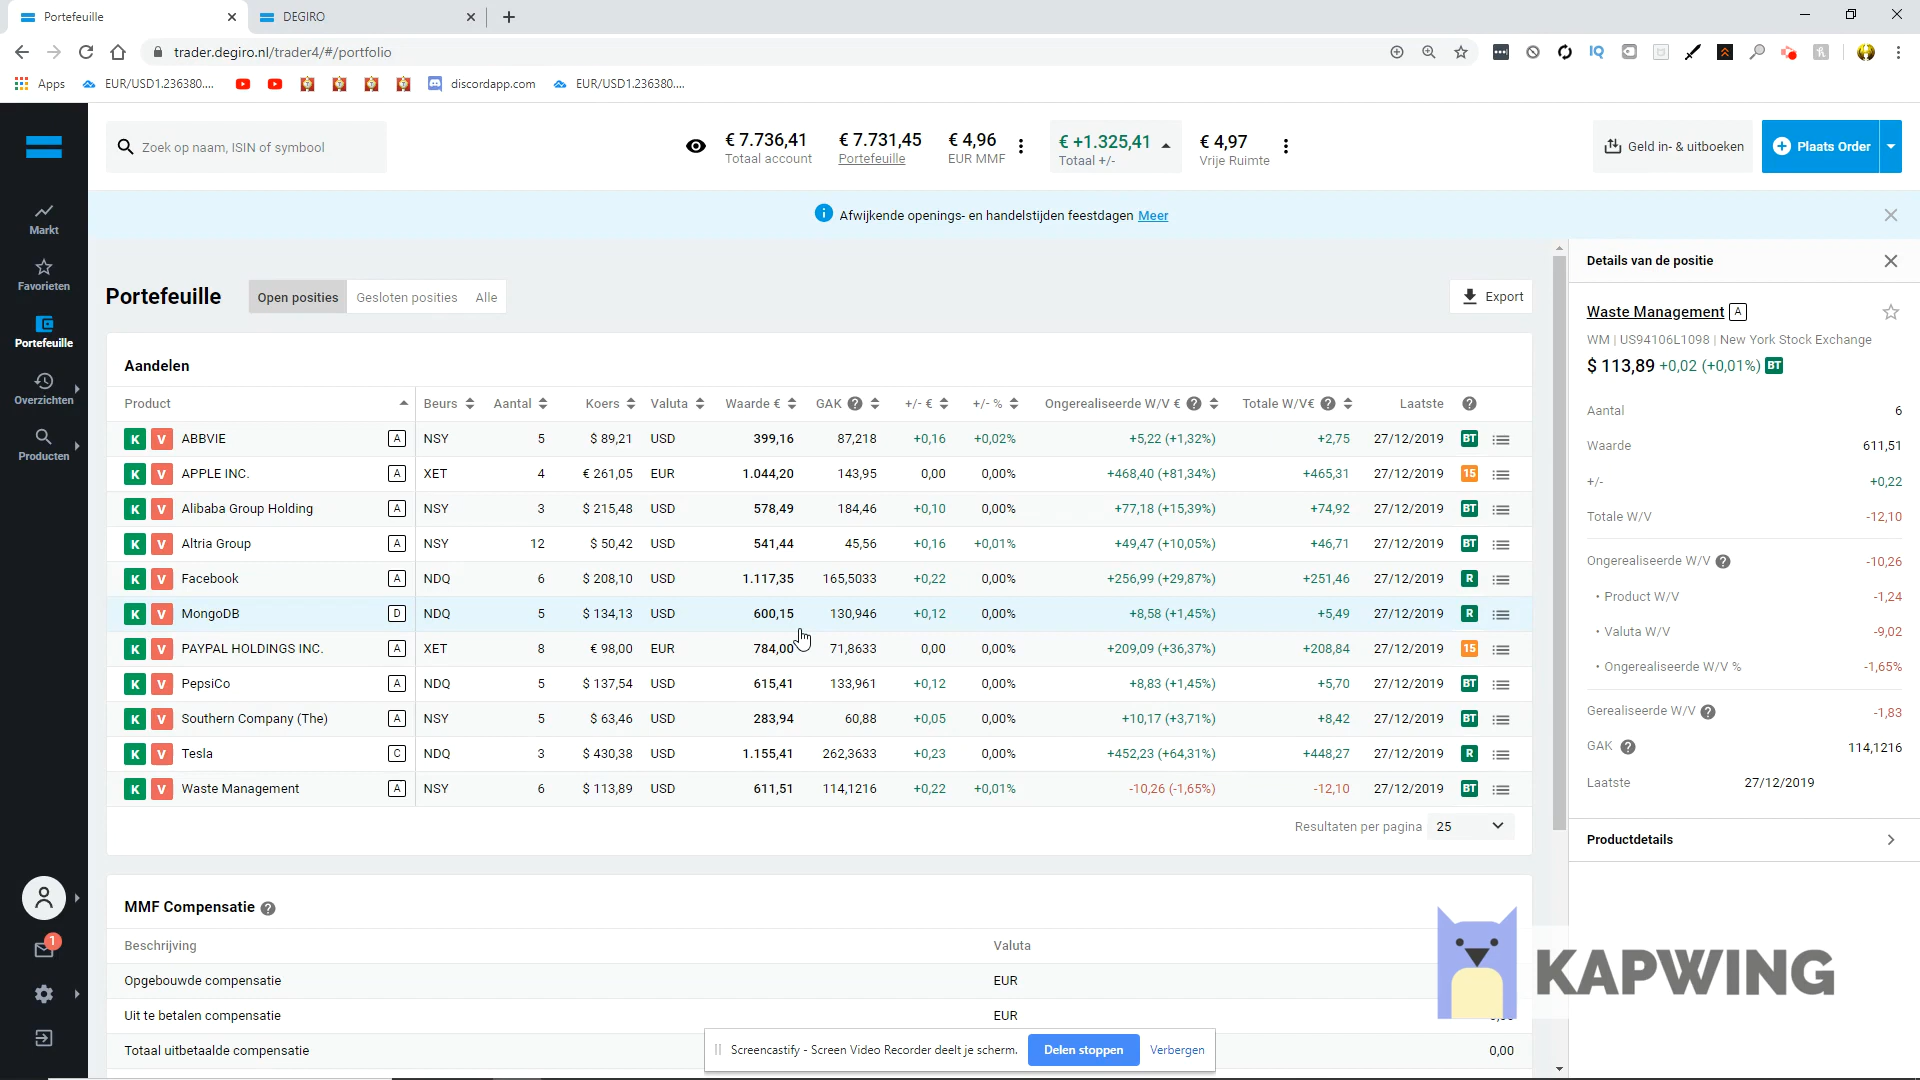 Portefeuille
DEGIRO
trader.degiro.nl/trader4/#/portfolio
Apps EUR/USD1.236380.... discordapp.com EUR/USD1.236380....
Zoek op naam, ISIN of symbool
€ 7.736,41 € 7.731,45 € 4,96 € +1.325,41 € 4,97
Totaal account Portefeuille EUR MMF Totaal +/- Vrije Ruimte
Geld in- & uitboeken
Plaats Order
Afwijkende openings- en handelstijden feestdagen Meer
Markt
Favorieten
Portefeuille
Overzichten
Producten
1
Portefeuille
Open posities Gesloten posities Alle
Export
Aandelen
Product Beurs Aantal Koers Valuta Waarde € GAK ? +/- € +/- % Ongerealiseerde W/V € ? Totale W/V€ ? Laatste ?
K V ABBVIE A NSY 5 $ 89,21 USD 399,16 87,218 +0,16 +0,02% +5,22 (+1,32%) +2,75 27/12/2019 BT
K V APPLE INC. A XET 4 € 261,05 EUR 1.044,20 143,95 0,00 0,00% +468,40 (+81,34%) +465,31 27/12/2019 15
K V Alibaba Group Holding A NSY 3 $ 215,48 USD 578,49 184,46 +0,10 0,00% +77,18 (+15,39%) +74,92 27/12/2019 BT
K V Altria Group A NSY 12 $ 50,42 USD 541,44 45,56 +0,16 +0,01% +49,47 (+10,05%) +46,71 27/12/2019 BT
K V Facebook A NDQ 6 $ 208,10 USD 1.117,35 165,5033 +0,22 0,00% +256,99 (+29,87%) +251,46 27/12/2019 R
K V MongoDB D NDQ 5 $ 134,13 USD 600,15 130,946 +0,12 0,00% +8,58 (+1,45%) +5,49 27/12/2019 R
K V PAYPAL HOLDINGS INC. A XET 8 € 98,00 EUR 784,00 71,8633 0,00 0,00% +209,09 (+36,37%) +208,84 27/12/2019 15
K V PepsiCo A NDQ 5 $ 137,54 USD 615,41 133,961 +0,12 0,00% +8,83 (+1,45%) +5,70 27/12/2019 BT
K V Southern Company (The) A NSY 5 $ 63,46 USD 283,94 60,88 +0,05 0,00% +10,17 (+3,71%) +8,42 27/12/2019 BT
K V Tesla C NDQ 3 $ 430,38 USD 1.155,41 262,3633 +0,23 0,00% +452,23 (+64,31%) +448,27 27/12/2019 R
K V Waste Management A NSY 6 $ 113,89 USD 611,51 114,1216 +0,22 +0,01% -10,26 (-1,65%) -12,10 27/12/2019 BT
Resultaten per pagina 25
MMF Compensatie ?
Beschrijving Valuta
Opgebouwde compensatie EUR
Uit te betalen compensatie EUR
Totaal uitbetaalde compensatie 0,00
Details van de positie
Waste Management A
WM | US94106L1098 | New York Stock Exchange
$ 113,89 +0,02 (+0,01%) BT
Aantal 6
Waarde 611,51
+/- +0,22
Totale W/V -12,10
Ongerealiseerde W/V ? -10,26
• Product W/V -1,24
• Valuta W/V -9,02
• Ongerealiseerde W/V % -1,65%
Gerealiseerde W/V ? -1,83
GAK ? 114,1216
Laatste 27/12/2019
Productdetails
KAPWING
Screencastify - Screen Video Recorder deelt je scherm. Delen stoppen Verbergen